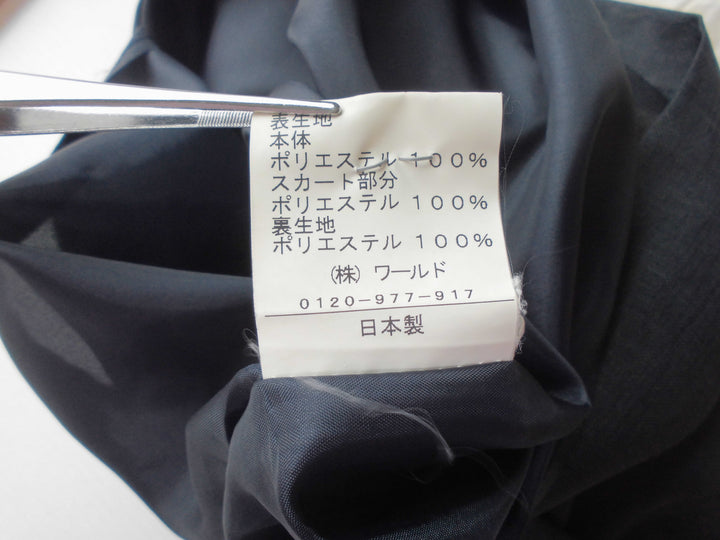 表生地
本体
ポリエステル 100%
スカート部分
ポリエステル 100%
裏生地
ポリエステル 100%
(株) ワールド
0120-977-917
日本製